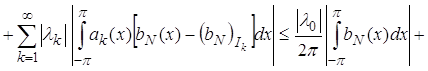 $+ \sum_{k=1}^{\infty} |\lambda_k| \left| \int_{-\pi}^{\pi} a_k(x) \left[ b_N(x) - (b_N)_{I_k} \right] dx \right| \leq \frac{|\lambda_0|}{2\pi} \left| \int_{-\pi}^{\pi} b_N(x) dx \right| +$